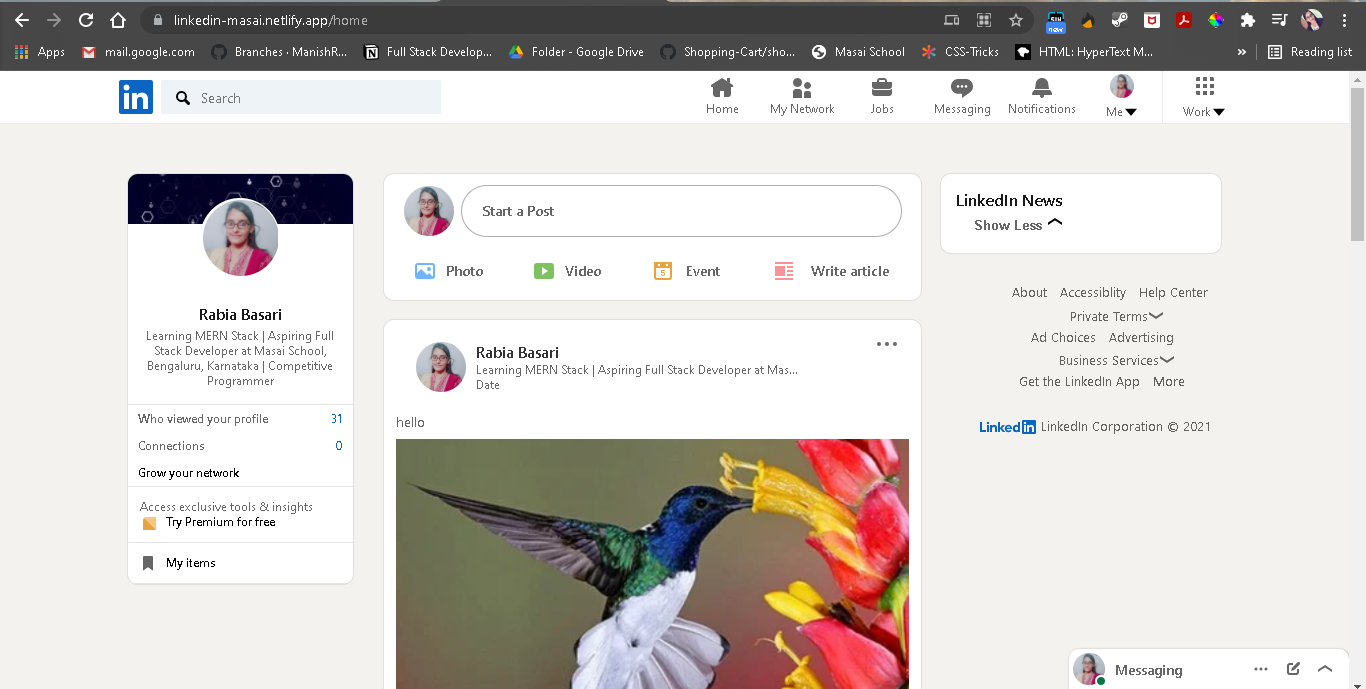 linkedin-masai.netlify.app/home
Apps mail.google.com Branches · ManishR... Full Stack Develop... Folder - Google Drive Shopping-Cart/sho... Masai School CSS-Tricks HTML: HyperText M... » Reading list
in Search Home My Network Jobs Messaging Notifications Me Work
Rabia Basari
Learning MERN Stack | Aspiring Full
Stack Developer at Masai School,
Bengaluru, Karnataka | Competitive
Programmer
Who viewed your profile 31
Connections 0
Grow your network
Access exclusive tools & insights
Try Premium for free
My items
Start a Post
Photo Video Event Write article
Rabia Basari
Learning MERN Stack | Aspiring Full Stack Developer at Mas...
Date
hello
LinkedIn News
Show Less
About Accessiblity Help Center
Private Terms
Ad Choices Advertising
Business Services
Get the LinkedIn App More
Linkedin LinkedIn Corporation © 2021
Messaging